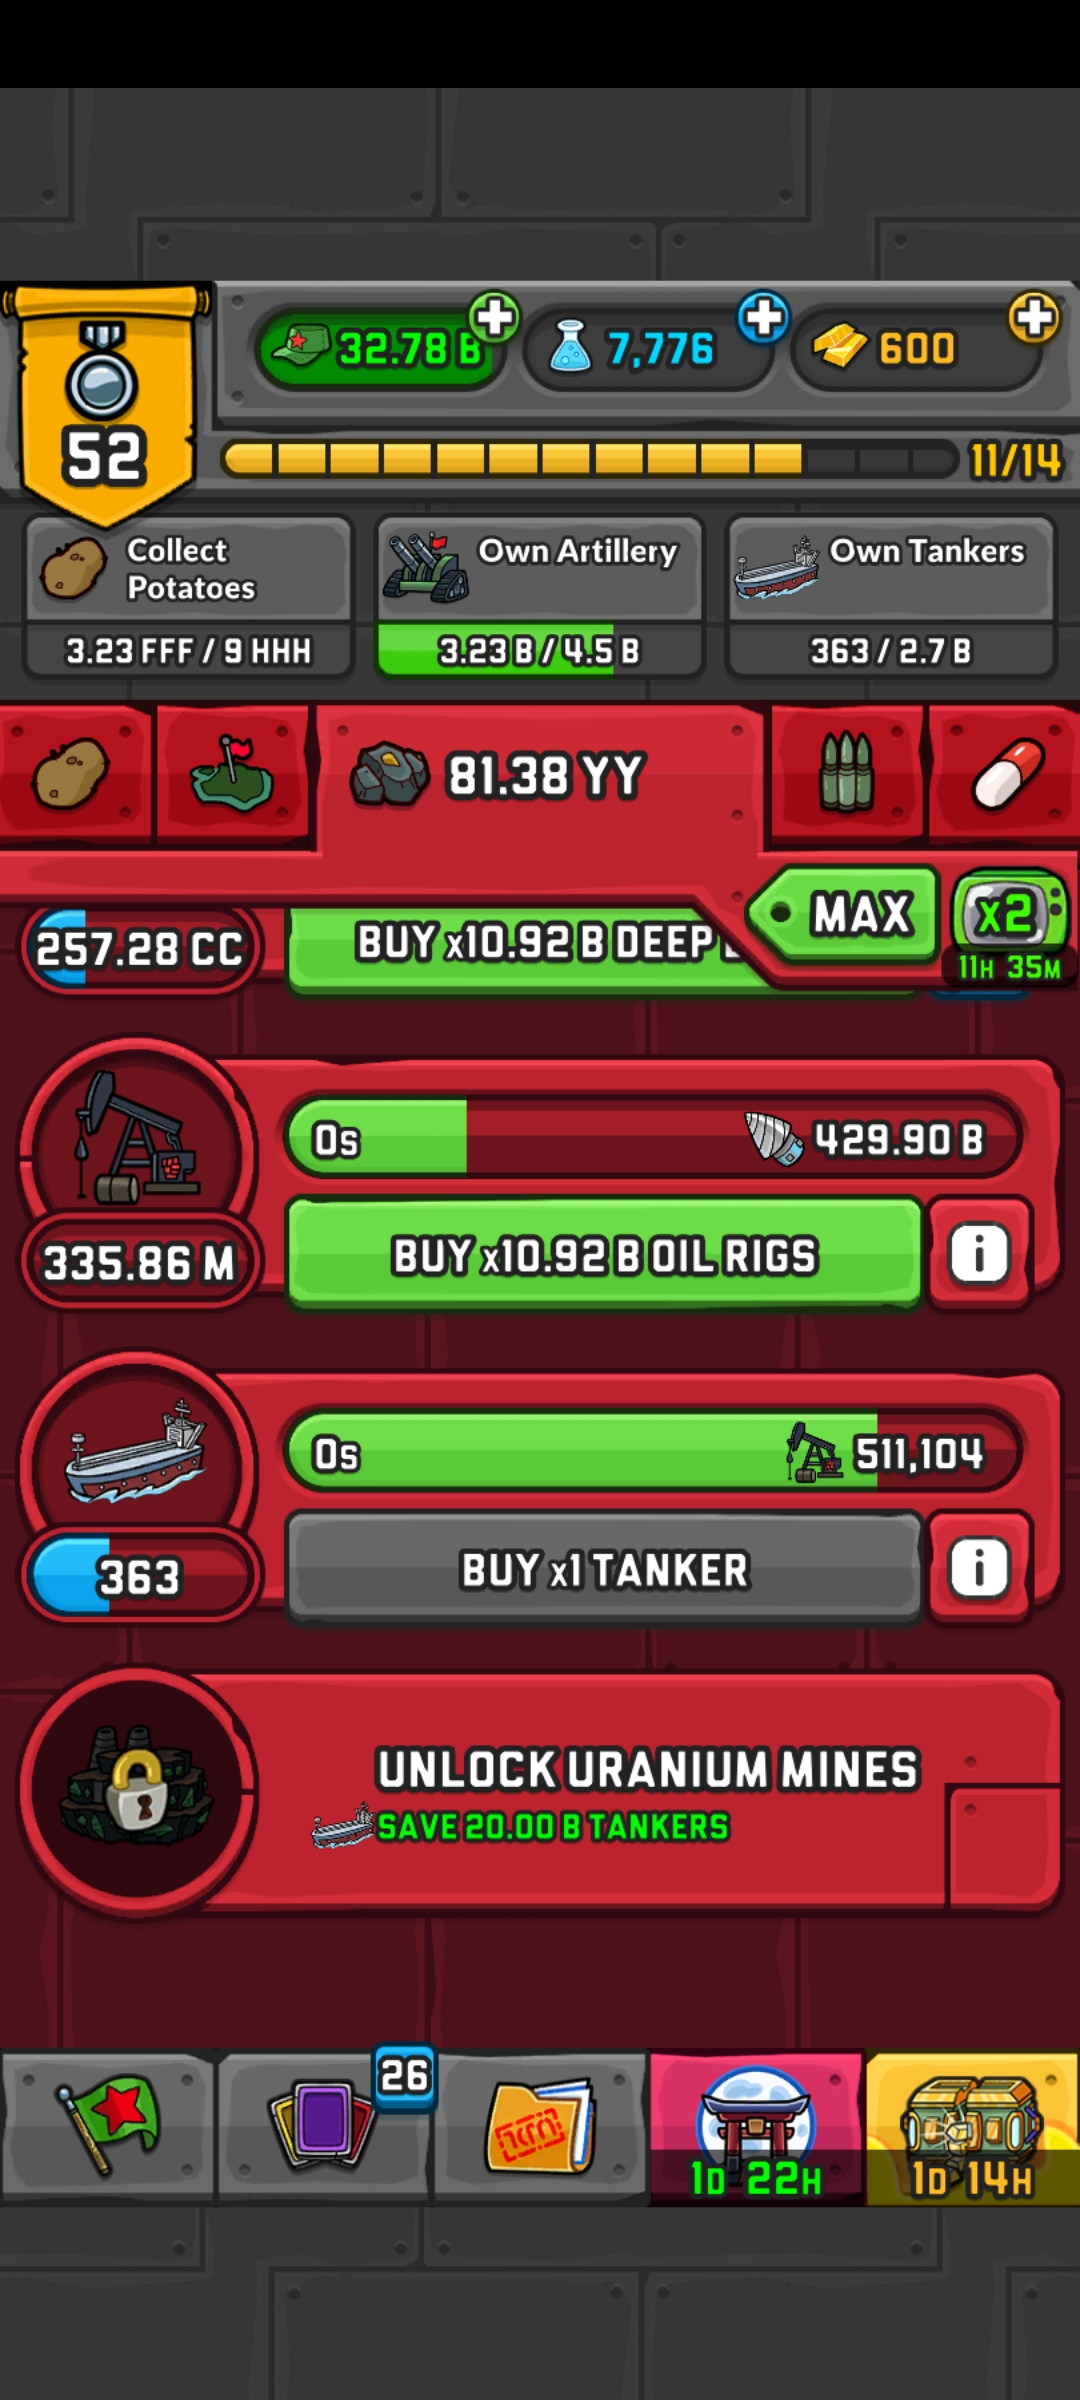 32.78 B
7,776
600
52
11/14
Collect
Potatoes
3.23 FFF / 9 HHH
Own Artillery
3.23 B / 4.5 B
Own Tankers
363 / 2.7 B
81.38 YY
MAX
x2
11H 35M
257.28 CC
BUY x10.92 B DEEP
0s
429.90 B
335.86 M
BUY x10.92 B OIL RIGS
i
0s
511,104
363
BUY x1 TANKER
i
UNLOCK URANIUM MINES
SAVE 20.00 B TANKERS
26
1D 22H
1D 14H